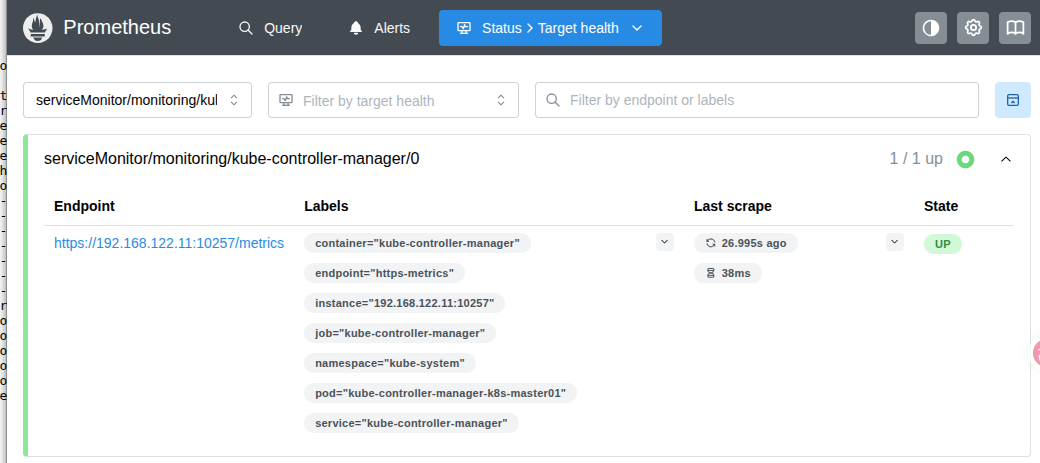 Prometheus Query Alerts Status > Target health
serviceMonitor/monitoring/kul Filter by target health Filter by endpoint or labels
serviceMonitor/monitoring/kube-controller-manager/0 1 / 1 up
Endpoint Labels Last scrape State
https://192.168.122.11:10257/metrics container="kube-controller-manager" 26.995s ago UP
endpoint="https-metrics" 38ms
instance="192.168.122.11:10257"
job="kube-controller-manager"
namespace="kube-system"
pod="kube-controller-manager-k8s-master01"
service="kube-controller-manager"